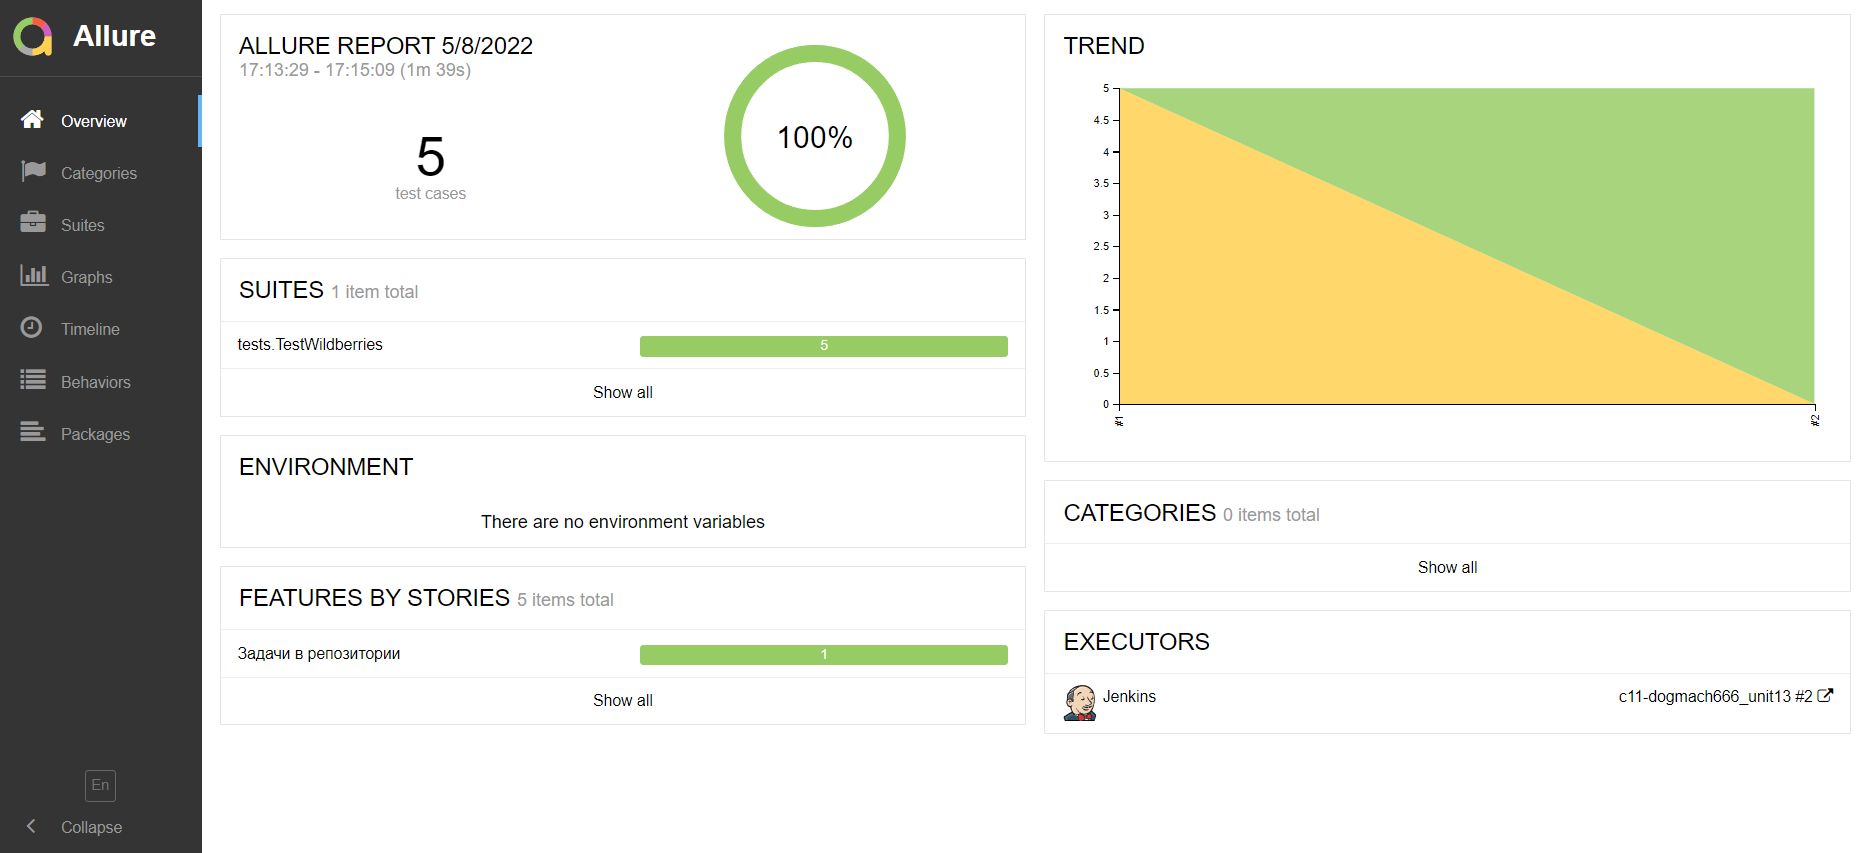 Allure
Overview
Categories
Suites
Graphs
Timeline
Behaviors
Packages
En
Collapse
ALLURE REPORT 5/8/2022
17:13:29 - 17:15:09 (1m 39s)
5
test cases
100%
SUITES 1 item total
tests.TestWildberries 5
Show all
ENVIRONMENT
There are no environment variables
FEATURES BY STORIES 5 items total
Задачи в репозитории 1
Show all
TREND
5
4.5
4
3.5
3
2.5
2
1.5
1
0.5
0
#1
#2
CATEGORIES 0 items total
Show all
EXECUTORS
Jenkins c11-dogmach666_unit13 #2